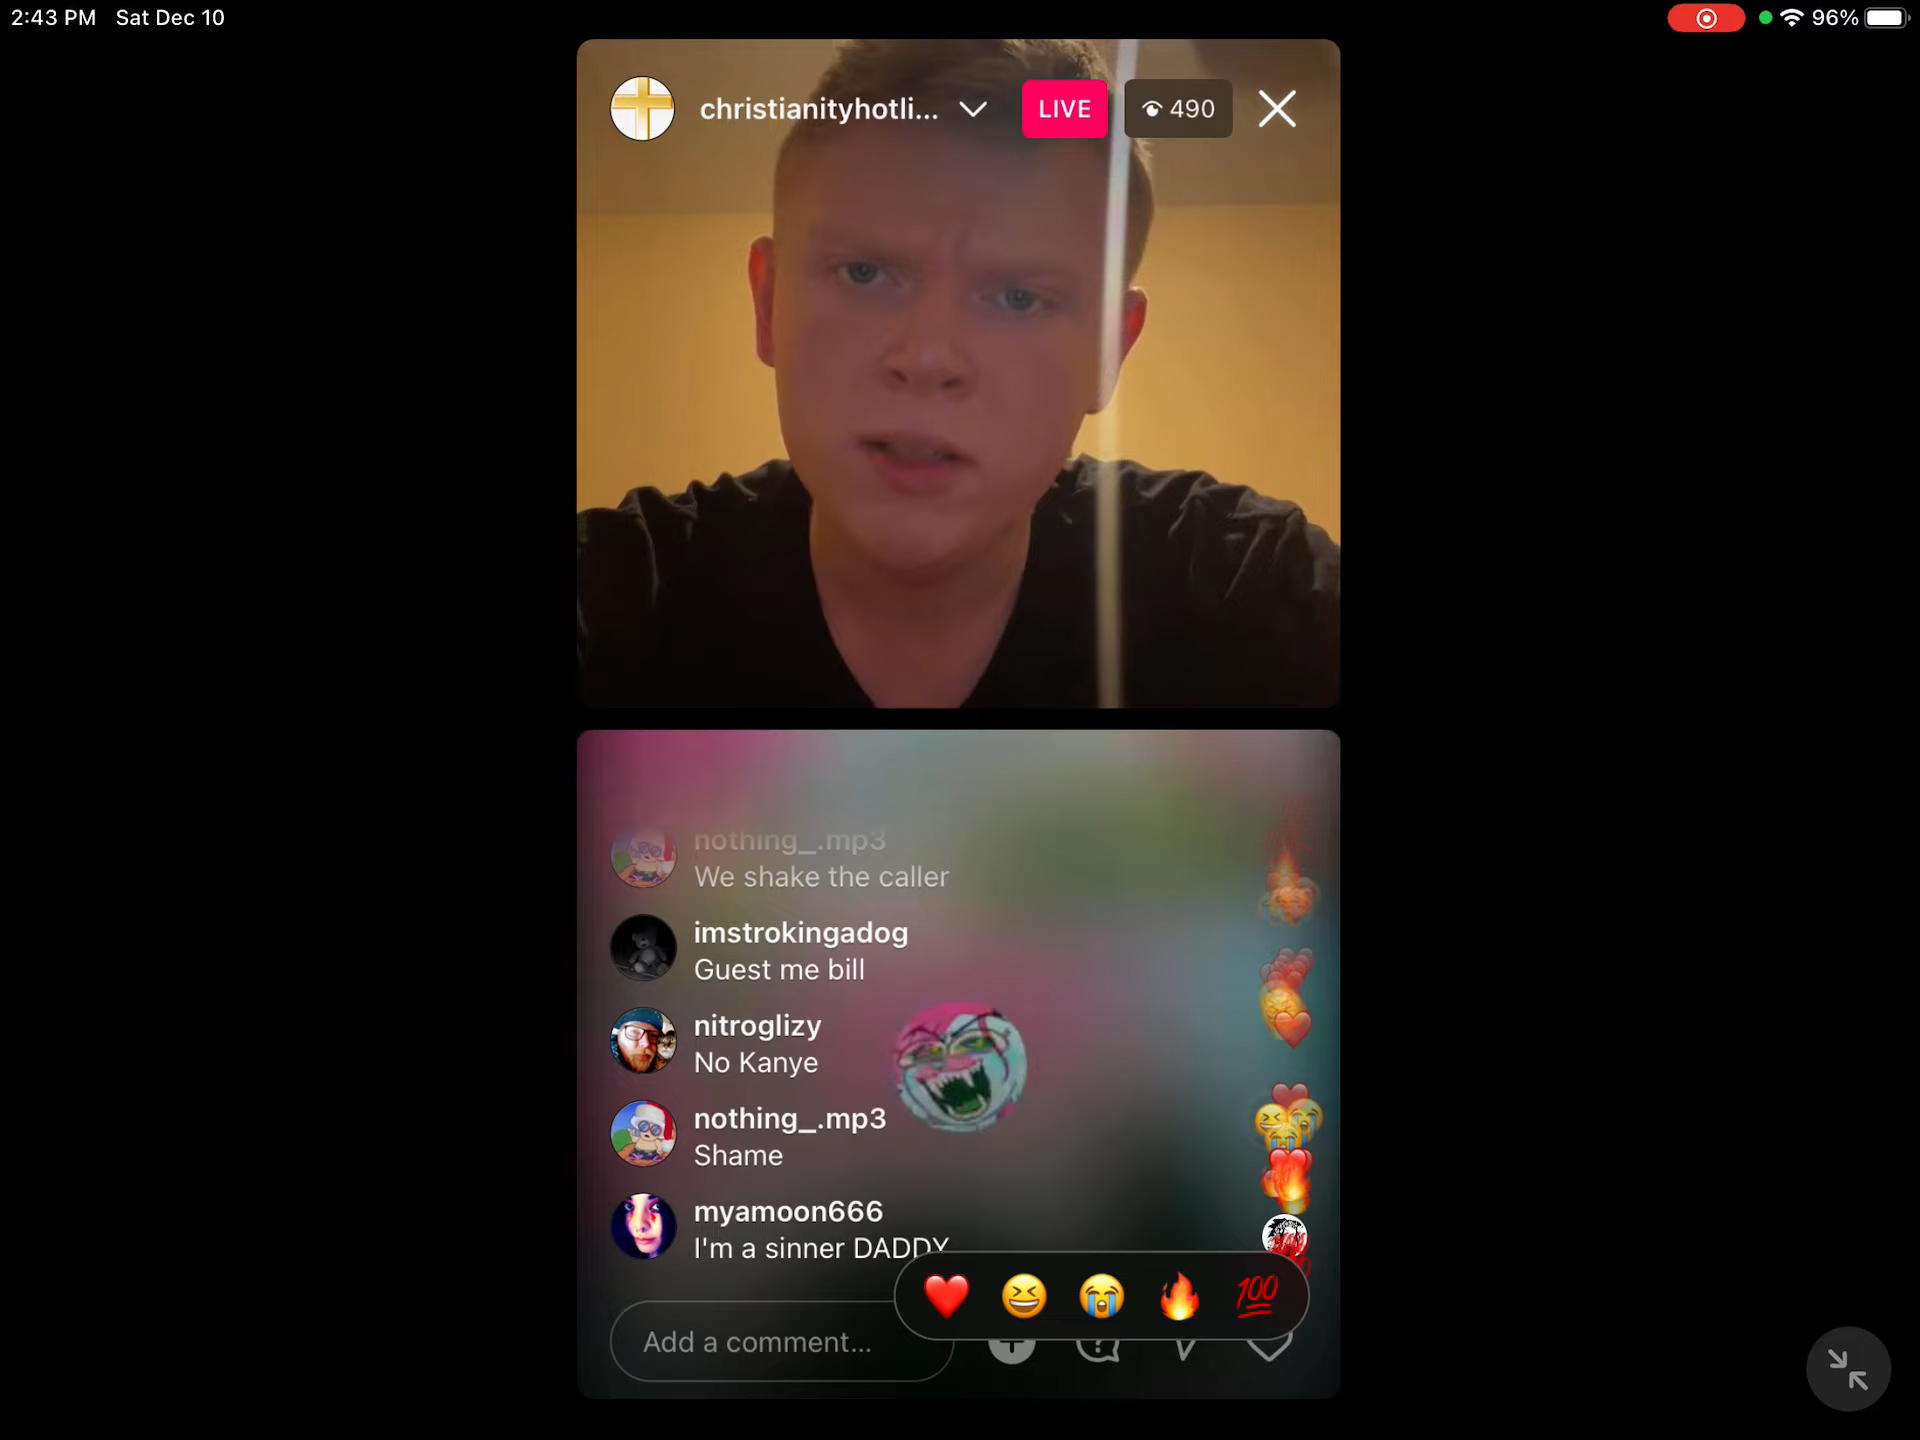 2:43 PM Sat Dec 10
96%
christianityhotli...
LIVE
490
nothing_.mp3
We shake the caller
imstrokingadog
Guest me bill
nitroglizy
No Kanye
nothing_.mp3
Shame
myamoon666
I'm a sinner DADDY
100
Add a comment...